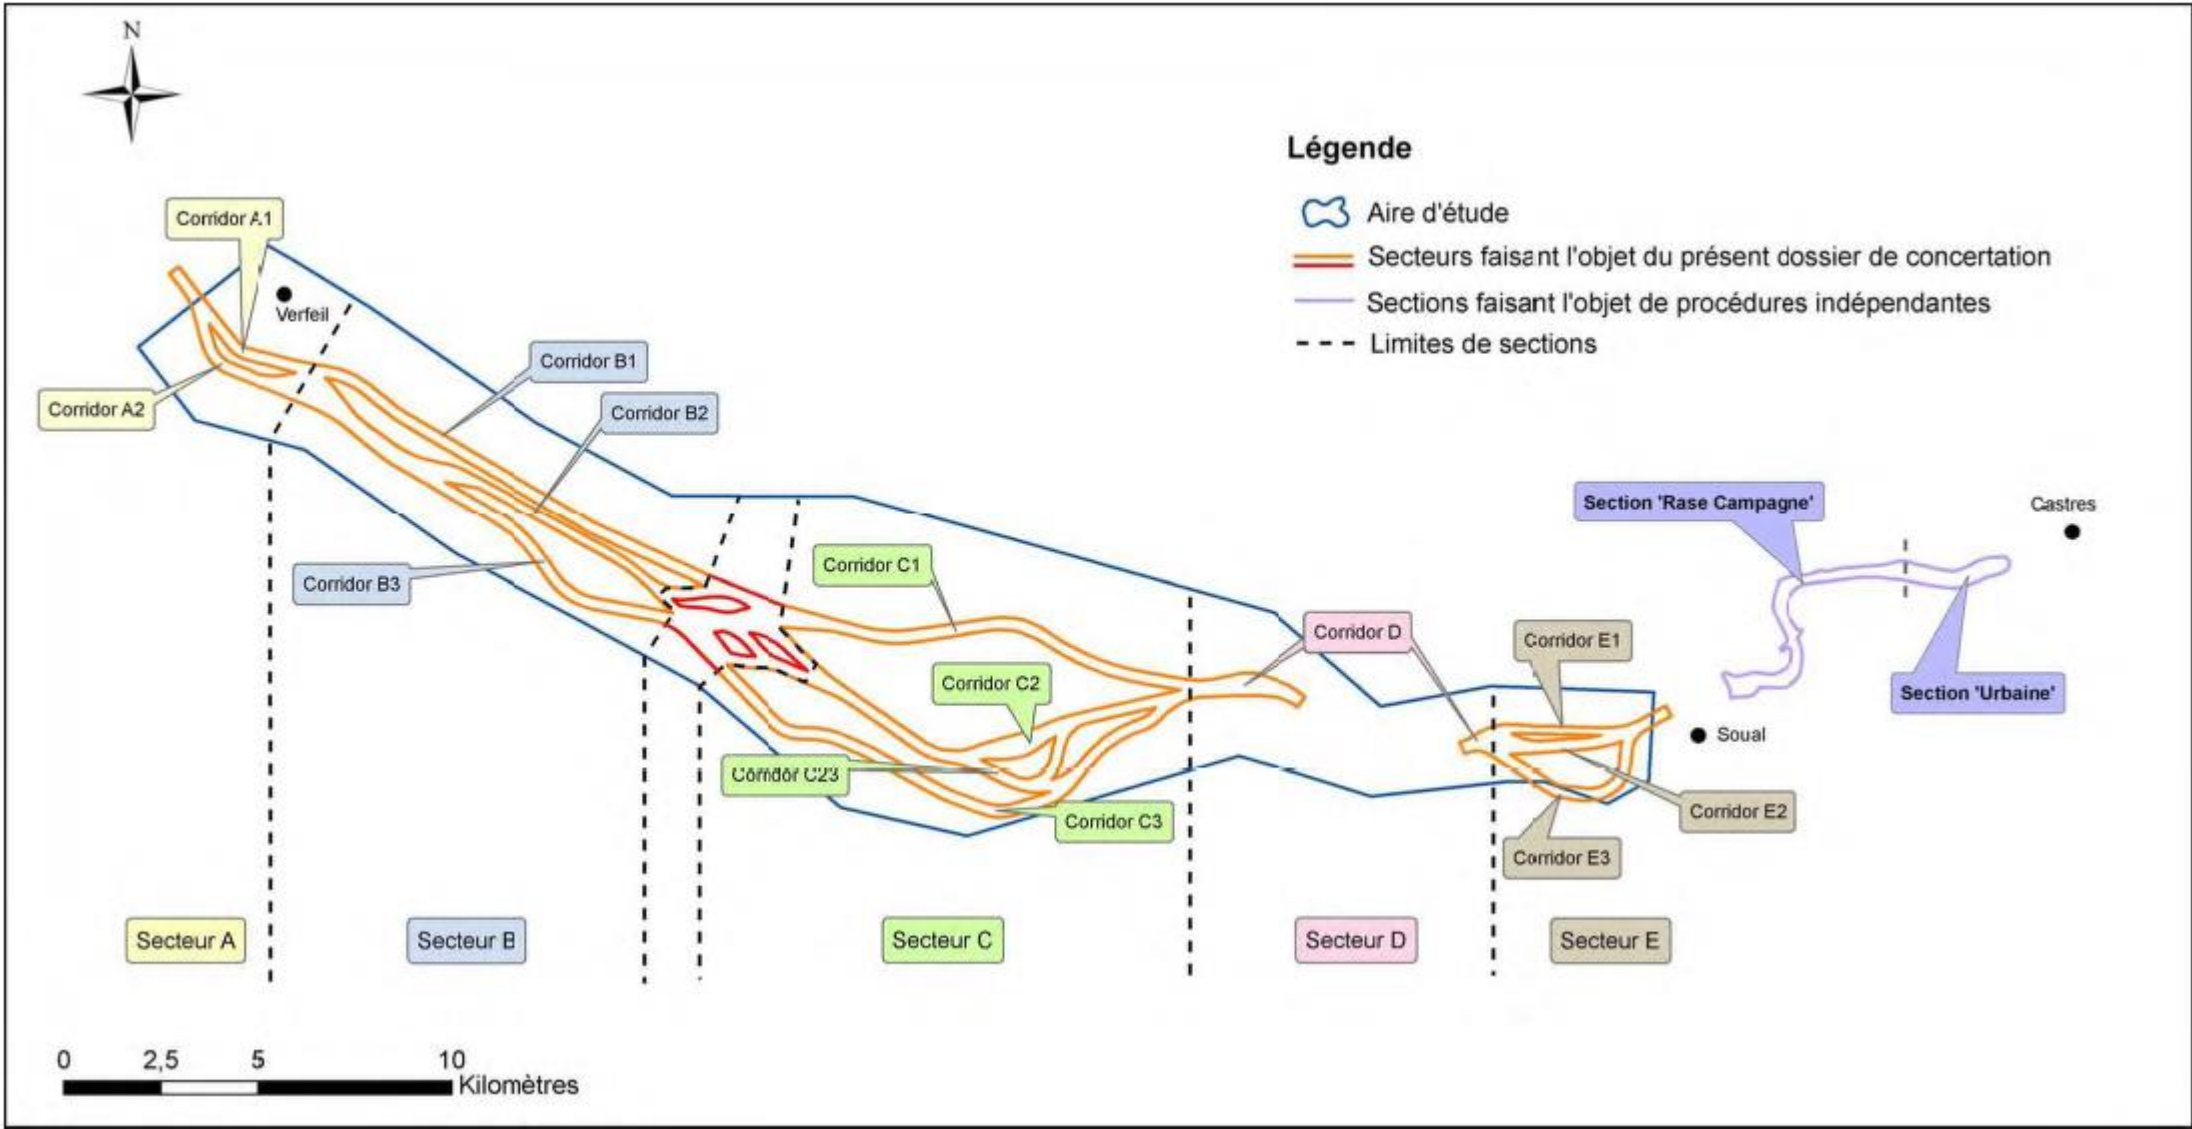 N
Légende
Aire d'étude
Secteurs faisant l'objet du présent dossier de concertation
Sections faisant l'objet de procédures indépendantes
Limites de sections
Corridor A1
Verfeil
Corridor A2
Corridor B1
Corridor B2
Corridor B3
Section 'Rase Campagne'
Castres
Corridor C1
Corridor D
Corridor E1
Corridor C2
Section 'Urbaine'
Soual
Corridor C23
Corridor C3
Corridor E2
Corridor E3
Secteur A
Secteur B
Secteur C
Secteur D
Secteur E
0 2,5 5 10
Kilomètres